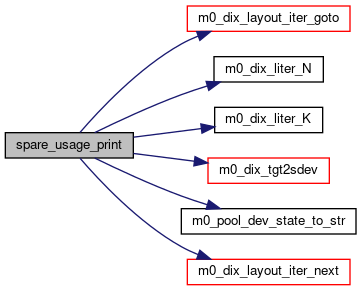 m0_dix_layout_iter_goto
m0_dix_liter_N
m0_dix_liter_K
spare_usage_print
m0_dix_tgt2sdev
m0_pool_dev_state_to_str
m0_dix_layout_iter_next